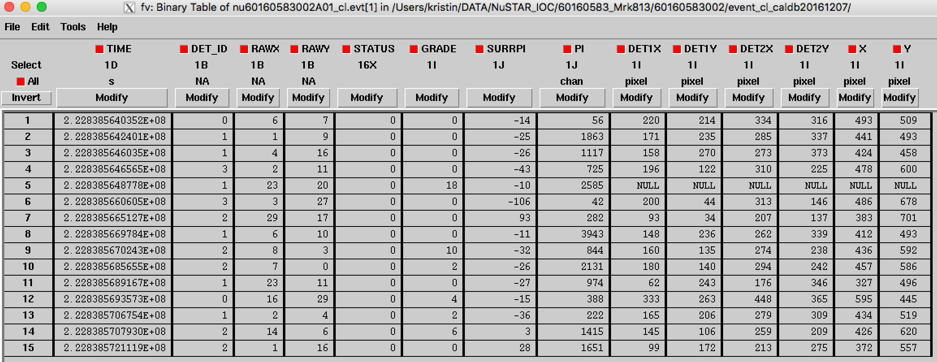 fv: Binary Table of nu60160583002A01_cl.evt[1] in /Users/kristin/DATA/NuSTAR_IOC/60160583_Mrk813/60160583002/event_cl_caldb20161207/
File Edit Tools Help
TIME DET_ID RAWX RAWY STATUS GRADE SURRPI PI DET1X DET1Y DET2X DET2Y X Y
Select 1D 1B 1B 1B 16X 1I 1J 1J 1I 1I 1I 1I 1I 1I
All s NA NA NA chan pixel pixel pixel pixel pixel pixel
Invert Modify Modify Modify Modify Modify Modify Modify Modify Modify Modify Modify Modify Modify Modify
1 2.228385640352E+08 0 6 7 0 0 -14 56 220 214 334 316 493 509
2 2.228385642401E+08 1 1 9 0 0 -25 1863 171 235 285 337 441 493
3 2.228385646035E+08 1 4 16 0 0 -26 1117 158 270 273 373 424 458
4 2.228385646565E+08 3 2 11 0 0 -43 725 196 122 310 225 478 600
5 2.228385648778E+08 1 23 20 0 18 -10 2585 NULL NULL NULL NULL NULL NULL
6 2.228385660605E+08 3 3 27 0 0 -106 42 200 44 313 146 486 678
7 2.228385665127E+08 2 29 17 0 0 93 282 93 34 207 137 383 701
8 2.228385669784E+08 1 6 10 0 0 -11 3943 148 236 262 339 412 493
9 2.228385670243E+08 2 8 3 0 10 -32 844 160 135 274 238 436 592
10 2.228385685655E+08 2 7 0 0 2 -26 2131 180 140 294 242 457 586
11 2.228385689167E+08 1 23 11 0 0 -27 974 62 243 176 346 327 496
12 2.228385693573E+08 0 16 29 0 4 -15 388 333 263 448 365 595 445
13 2.228385706754E+08 1 2 4 0 2 -36 222 165 206 279 309 434 519
14 2.228385707930E+08 2 14 6 0 6 3 1415 145 106 259 209 426 620
15 2.228385721119E+08 2 1 16 0 0 28 1651 99 172 213 275 372 557